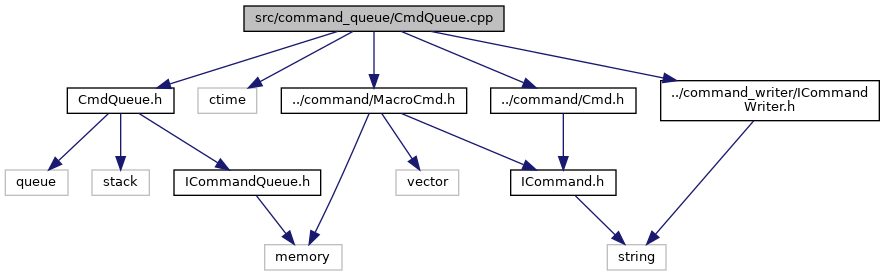 src/command_queue/CmdQueue.cpp
CmdQueue.h
ctime
../command/MacroCmd.h
../command/Cmd.h
../command_writer/ICommand
Writer.h
queue
stack
ICommandQueue.h
vector
ICommand.h
memory
string